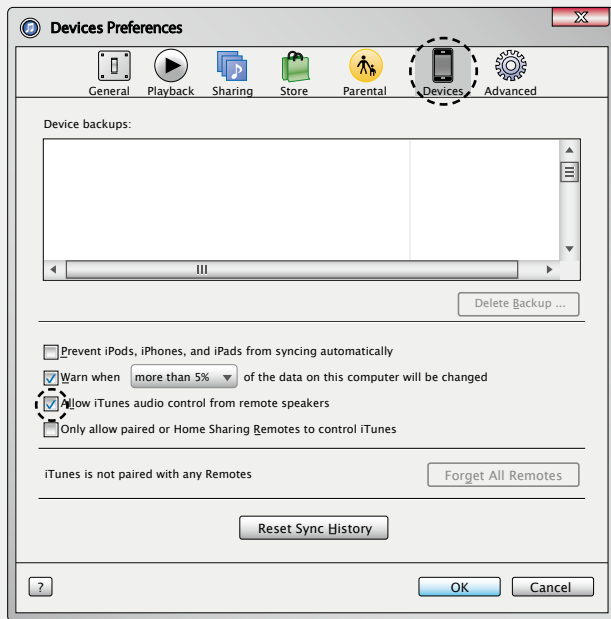 Devices Preferences
General Playback Sharing Store Parental Devices Advanced
Device backups:
Delete Backup ...
Prevent iPods, iPhones, and iPads from syncing automatically
Warn when more than 5% of the data on this computer will be changed
Allow iTunes audio control from remote speakers
Only allow paired or Home Sharing Remotes to control iTunes
iTunes is not paired with any Remotes Forget All Remotes
Reset Sync History
? OK Cancel